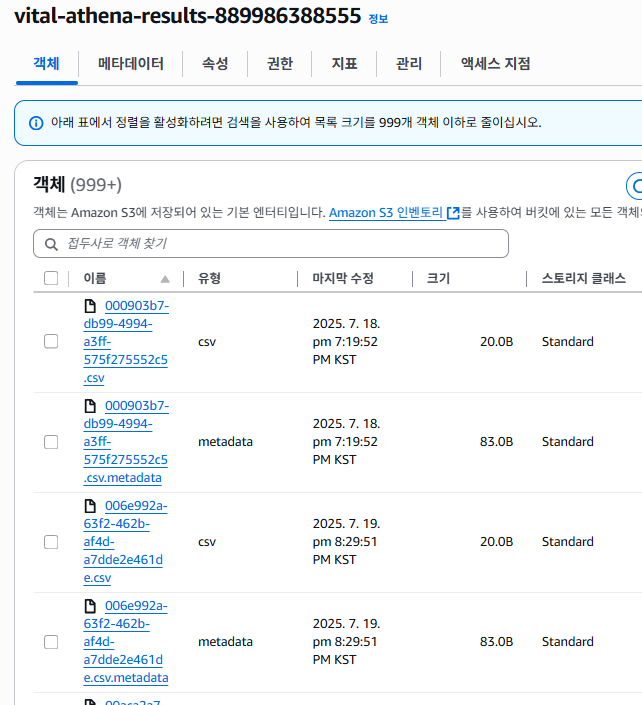 vital-athena-results-889986388555 정보
객체 메타데이터 속성 권한 지표 관리 액세스 지점
아래 표에서 정렬을 활성화하려면 검색을 사용하여 목록 크기를 999개 객체 이하로 줄이십시오.
객체 (999+)
객체는 Amazon S3에 저장되어 있는 기본 엔터티입니다. Amazon S3 인벤토리를 사용하여 버킷에 있는 모든 객체
접두사로 객체 찾기
이름 유형 마지막 수정 크기 스토리지 클래스
000903b7-
db99-4994-
a3ff-
575f275552c5
.csv
csv
2025. 7. 18.
pm 7:19:52
PM KST
20.0B
Standard
000903b7-
db99-4994-
a3ff-
575f275552c5
.csv.metadata
metadata
2025. 7. 18.
pm 7:19:52
PM KST
83.0B
Standard
006e992a-
63f2-462b-
af4d-
a7dde2e461d
e.csv
csv
2025. 7. 19.
pm 8:29:51
PM KST
20.0B
Standard
006e992a-
63f2-462b-
af4d-
a7dde2e461d
e.csv.metadata
metadata
2025. 7. 19.
pm 8:29:51
PM KST
83.0B
Standard